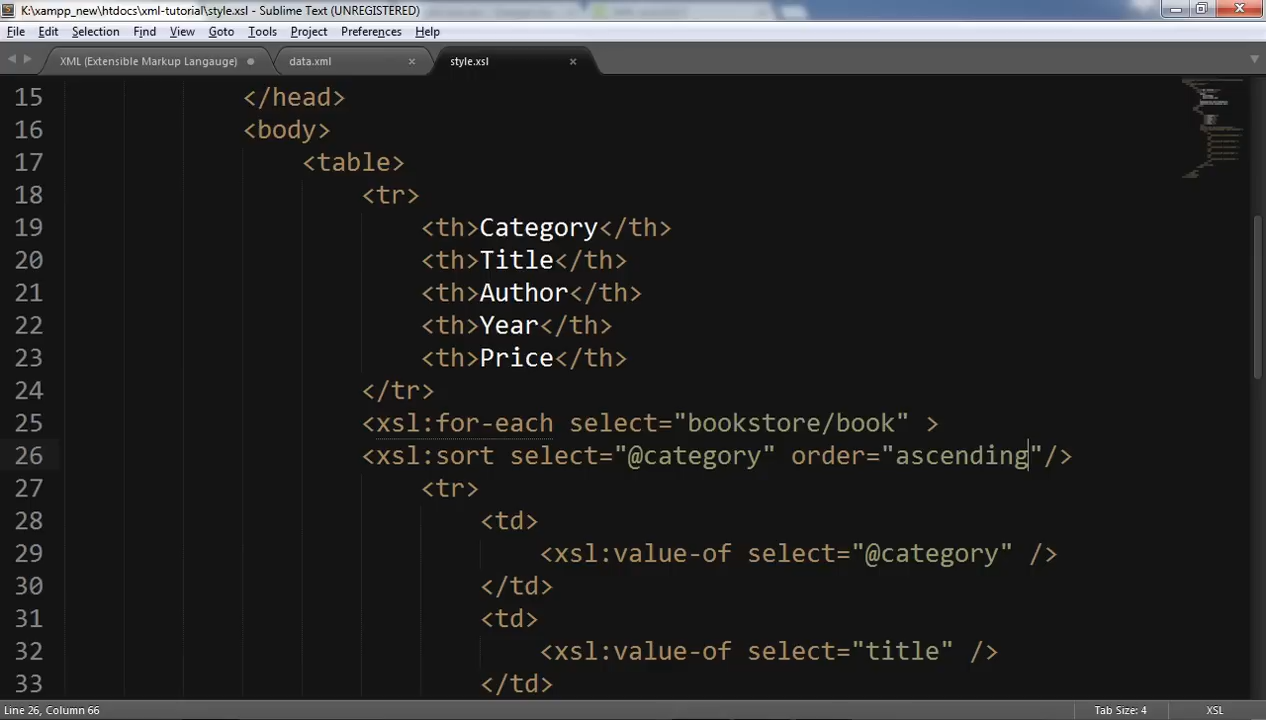 K:\xampp_new\htdocs\xml-tutorial\style.xsl - Sublime Text (UNREGISTERED)
File Edit Selection Find View Goto Tools Project Preferences Help
XML (Extensible Markup Langauge) data.xml × style.xsl ×
15 </head>
16 <body>
17 <table>
18 <tr>
19 <th>Category</th>
20 <th>Title</th>
21 <th>Author</th>
22 <th>Year</th>
23 <th>Price</th>
24 </tr>
25 <xsl:for-each select="bookstore/book" >
26 <xsl:sort select="@category" order="ascending"/>
27 <tr>
28 <td>
29 <xsl:value-of select="@category" />
30 </td>
31 <td>
32 <xsl:value-of select="title" />
33 </td>
Line 26, Column 66 Tab Size: 4 XSL